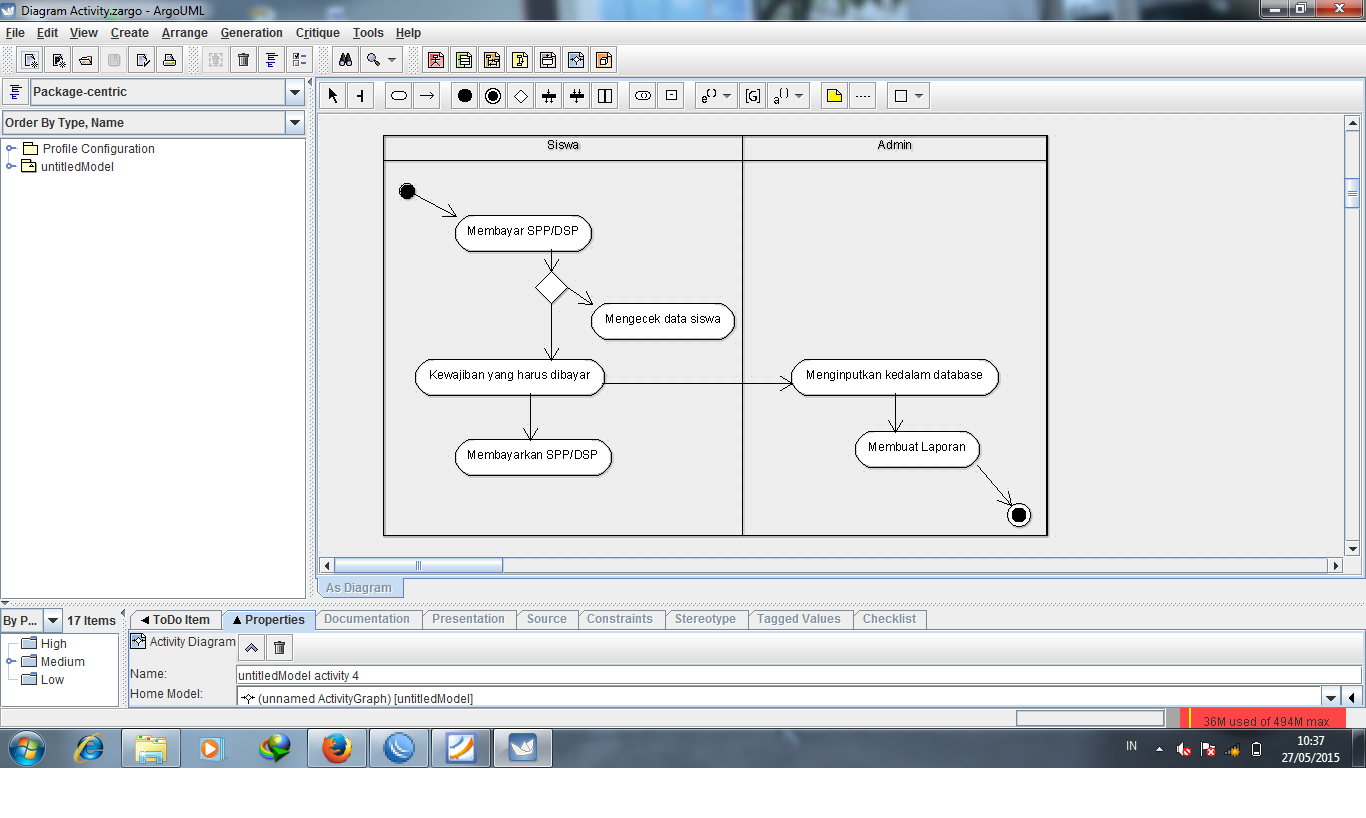 Diagram Activity.zargo - ArgoUML
File Edit View Create Arrange Generation Critique Tools Help
Package-centric
Order By Type, Name
Profile Configuration
untitledModel
Siswa Admin
Membayar SPP/DSP
Mengecek data siswa
Kewajiban yang harus dibayar Menginputkan kedalam database
Membuat Laporan
Membayarkan SPP/DSP
As Diagram
By P... 17 Items ToDo Item Properties Documentation Presentation Source Constraints Stereotype Tagged Values Checklist
High
Medium
Low
Activity Diagram
Name: untitledModel activity 4
Home Model: (unnamed ActivityGraph) [untitledModel]
36M used of 494M max
IN 10:37
27/05/2015